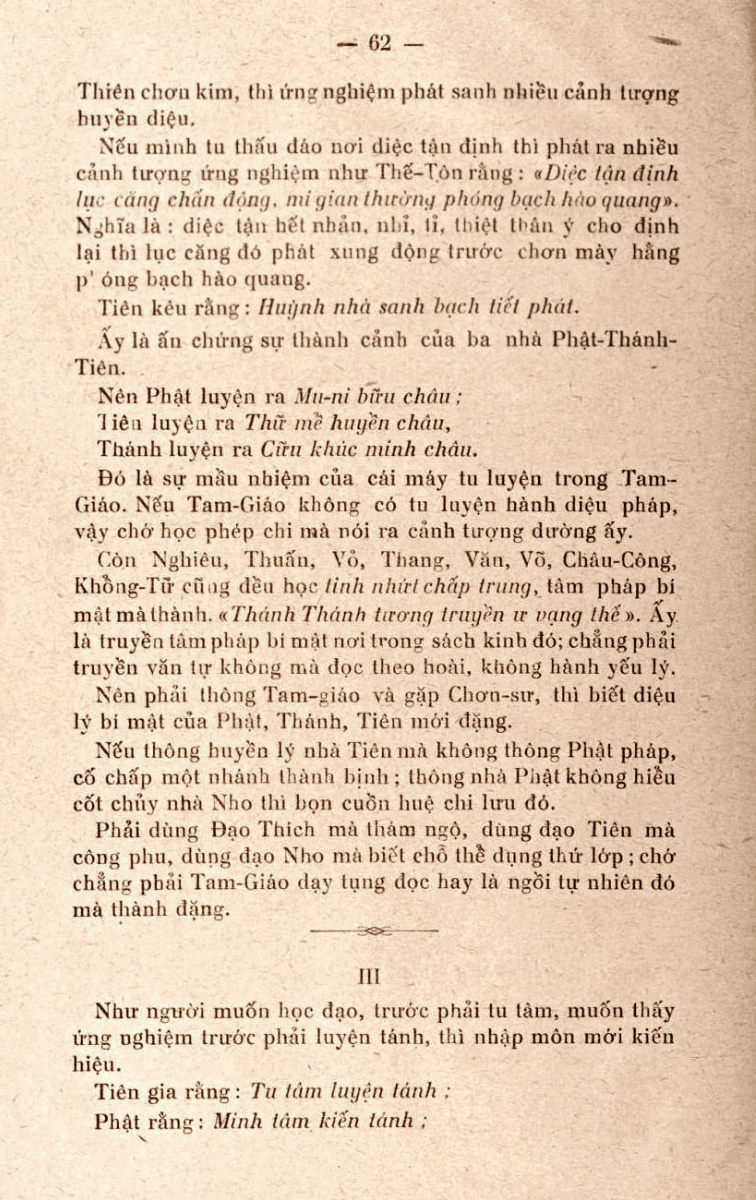 — 62 —
Thiên chơn kim, thì ứng nghiệm phát sanh nhiều cảnh tượng
huyền diệu.
Nếu mình tu thấu dáo nơi diệc tận định thì phát ra nhiều
cảnh tượng ứng nghiệm như Thế-Tôn rằng : «Diệc tận định
lục căng chấn động, mi gian thường phóng bạch hào quang».
Nghĩa là : diệc tận hết nhản, nhỉ, tỉ, thiệt thân ý cho định
lại thì lục căng đó phát xung động trước chơn mày hằng
p' óng bạch hào quang.
Tiên kêu rằng : Huỳnh nhà sanh bạch tiết phát.
Ấy là ấn chứng sự thành cảnh của ba nhà Phật-Thánh-
Tiên.
Nên Phật luyện ra Mu-ni bữu châu ;
Tiên luyện ra Thữ mề huyền châu,
Thánh luyện ra Cữu khúc minh châu.
Đó là sự mầu nhiệm của cái máy tu luyện trong Tam-
Giáo. Nếu Tam-Giáo không có tu luyện hành diệu pháp,
vậy chớ học phép chi mà nói ra cảnh tượng dường ấy.
Còn Nghiêu, Thuấn, Vỏ, Thang, Văn, Võ, Châu-Công,
Khồng-Tữ cũng đều học tinh nhứt chấp trung, tâm pháp bí
mật mà thành. «Thánh Thánh tương truyền ư vạng thế». Ấy
là truyền tâm pháp bí mật nơi trong sách kinh đó; chẳng phải
truyền văn tự không mà đọc theo hoài, không hành yếu lý.
Nên phải thông Tam-giáo và gặp Chơn-sư, thì biết diệu
lý bí mật của Phật, Thánh, Tiên mới đặng.
Nếu thông huyền lý nhà Tiên mà không thông Phật pháp,
cố chấp một nhánh thành bịnh ; thông nhà Phật không hiều
cốt chủy nhà Nho thì bọn cuồn huệ chi lưu đó.
Phải dùng Đạo Thích mà thám ngộ, dùng đạo Tiên mà
công phu, dùng đạo Nho mà biết chỗ thề dụng thứ lớp ; chớ
chẳng phải Tam-Giáo dạy tụng đọc hay là ngồi tự nhiên đó
mà thành đặng.
III
Như người muốn học đạo, trước phải tu tâm, muốn thấy
ứng nghiệm trước phải luyện tánh, thì nhập môn mới kiến
hiệu.
Tiên gia rằng : Tu tâm luyện tánh ;
Phật rằng : Minh tâm kiến tánh ;